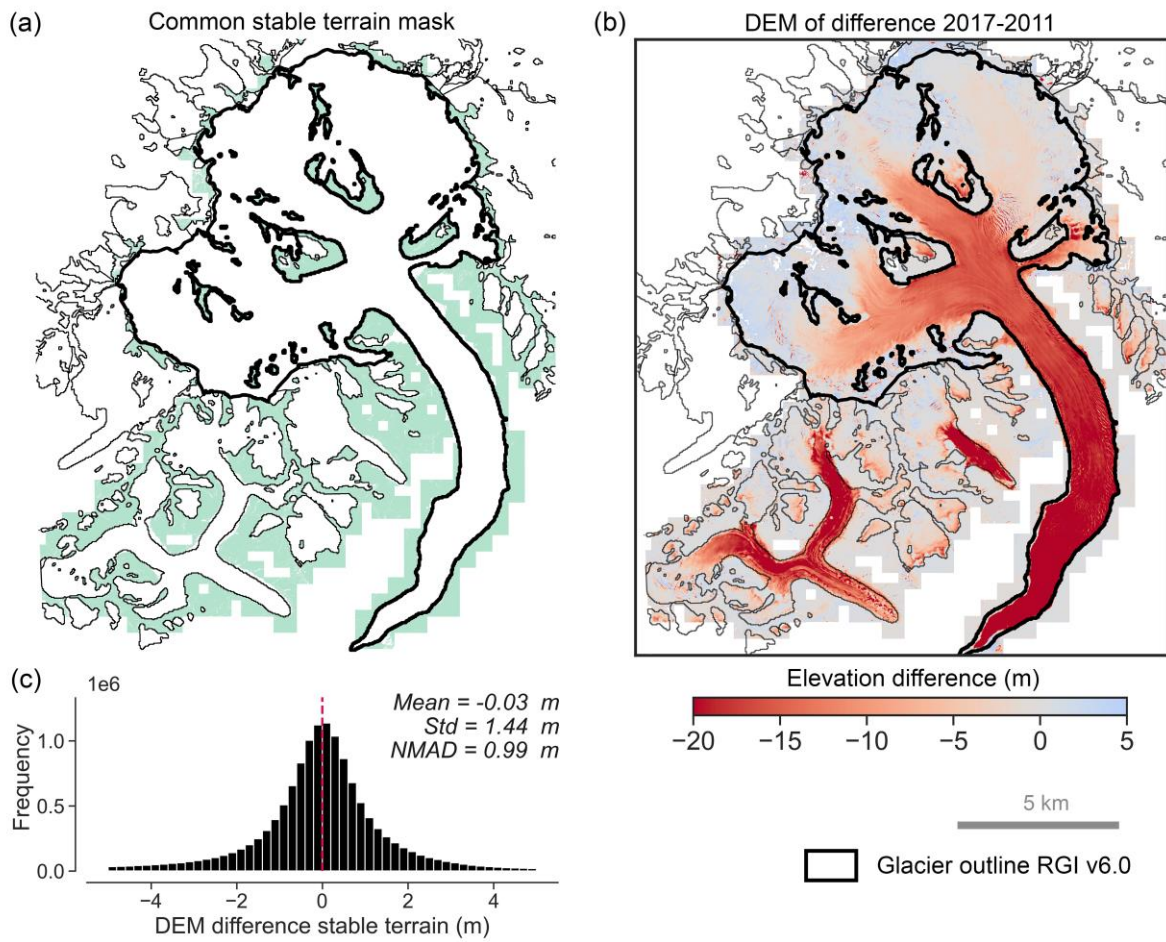 (a) Common stable terrain mask
(b) DEM of difference 2017-2011
(c)
1e6
Mean = -0.03 m
Std = 1.44 m
NMAD = 0.99 m
Frequency
1.0
0.5
0.0
−4 −2 0 2 4
DEM difference stable terrain (m)
Elevation difference (m)
−20 −15 −10 −5 0 5
5 km
Glacier outline RGI v6.0